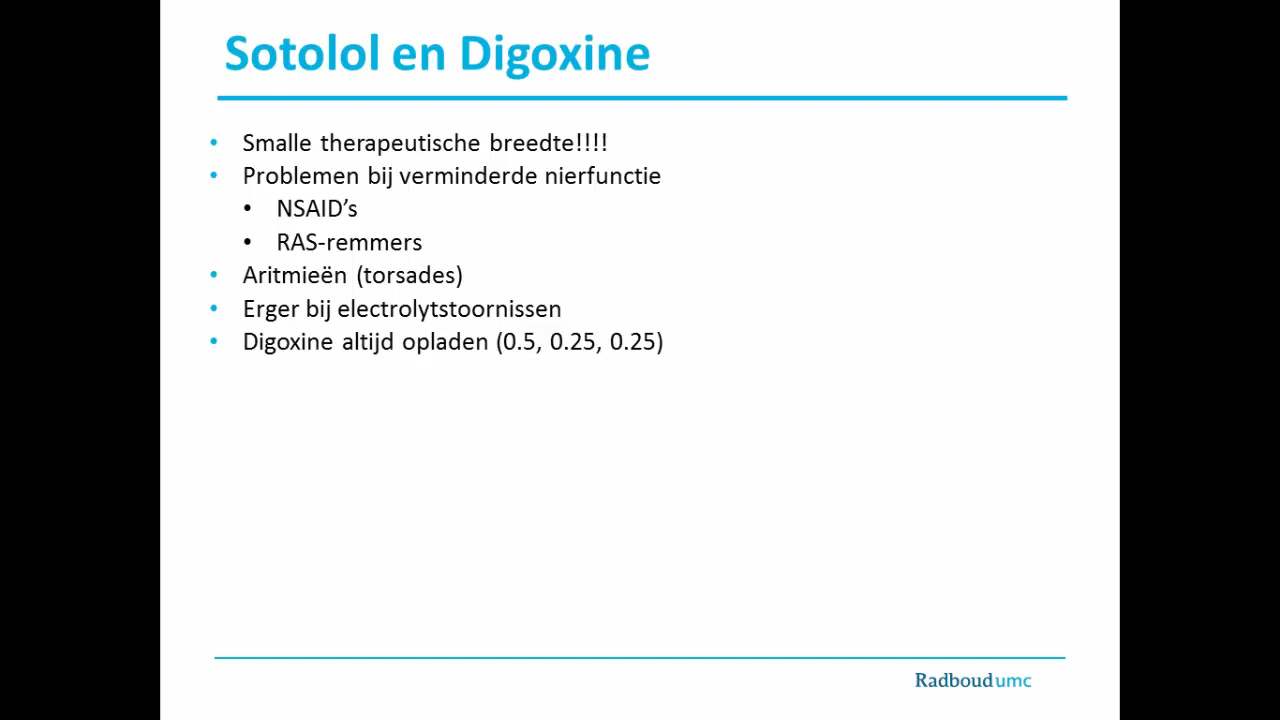 Sotolol en Digoxine
• Smalle therapeutische breedte!!!!
• Problemen bij verminderde nierfunctie
• NSAID’s
• RAS-remmers
• Aritmieën (torsades)
• Erger bij electrolytstoornissen
• Digoxine altijd opladen (0.5, 0.25, 0.25)
Radboudumc